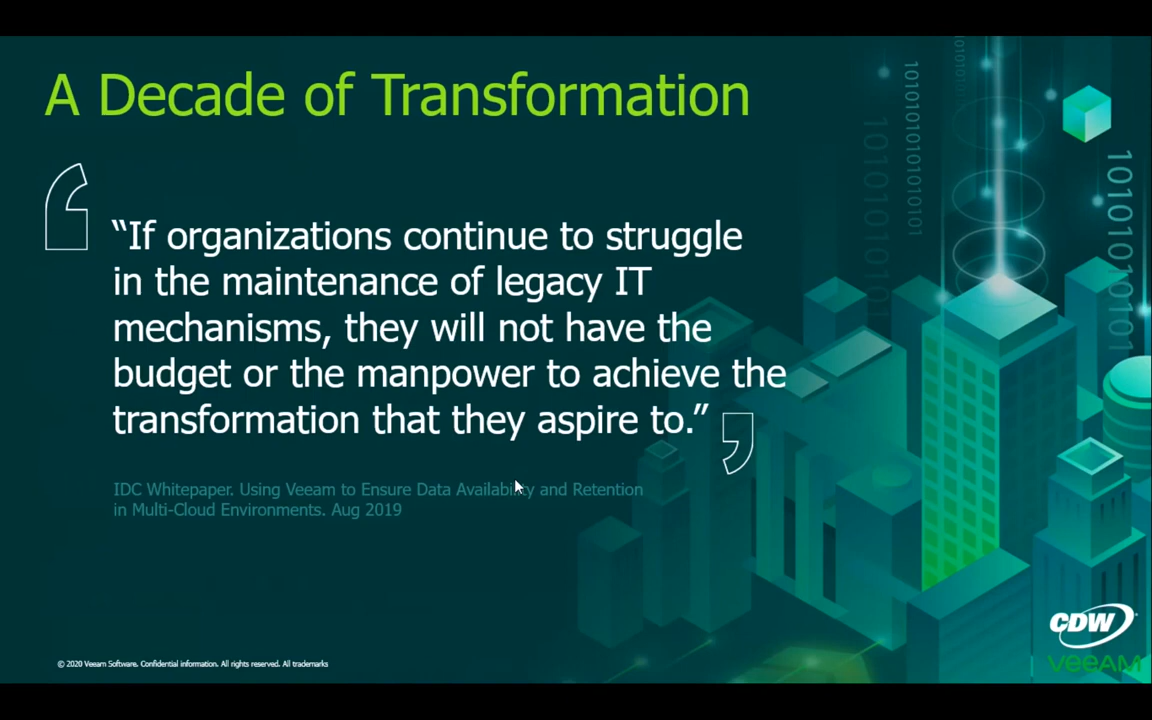 A Decade of Transformation
“If organizations continue to struggle
in the maintenance of legacy IT
mechanisms, they will not have the
budget or the manpower to achieve the
transformation that they aspire to.”
IDC Whitepaper. Using Veeam to Ensure Data Availability and Retention
in Multi-Cloud Environments. Aug 2019
© 2020 Veeam Software. Confidential information. All rights reserved. All trademarks
CDW
VEEAM